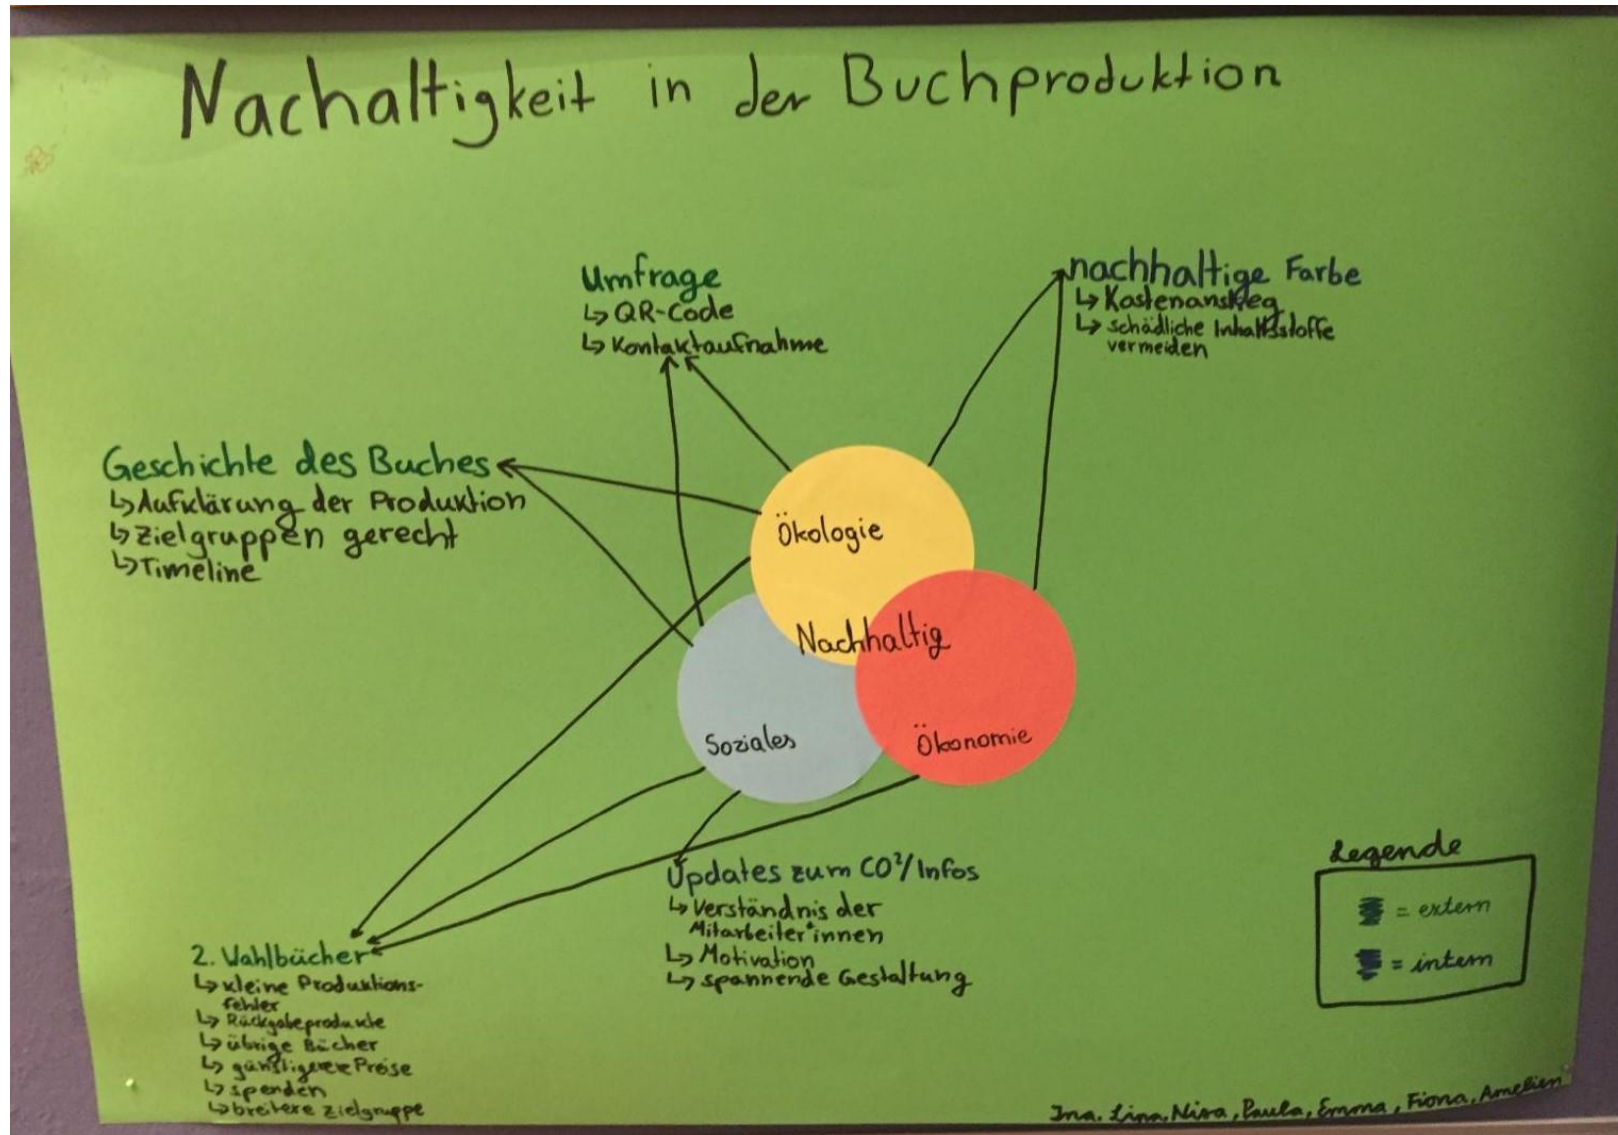 Nachaltigkeit in der Buchproduktion
Umfrage
↳ QR-Code
↳ Kontaktaufnahme
nachhaltige Farbe
↳ Kostenanstieg
↳ schädliche Inhaltsstoffe
vermeiden
Geschichte des Buches
↳ Aufklärung der Produktion
↳ Zielgruppen gerecht
↳ Timeline
Ökologie
Nachhaltig
Soziales
Ökonomie
Updates zum CO²/Infos
↳ Verständnis der
Mitarbeiter*innen
↳ Motivation
↳ spannende Gestaltung
2. Wahlbücher
↳ kleine Produktions-
fehler
↳ Rückgabeprodukte
↳ übrige Bücher
↳ günstigere Preise
↳ spenden
↳ breitere Zielgruppe
Legende
= extern
= intern
Ina, Lina, Nisa, Paula, Emma, Fiona,